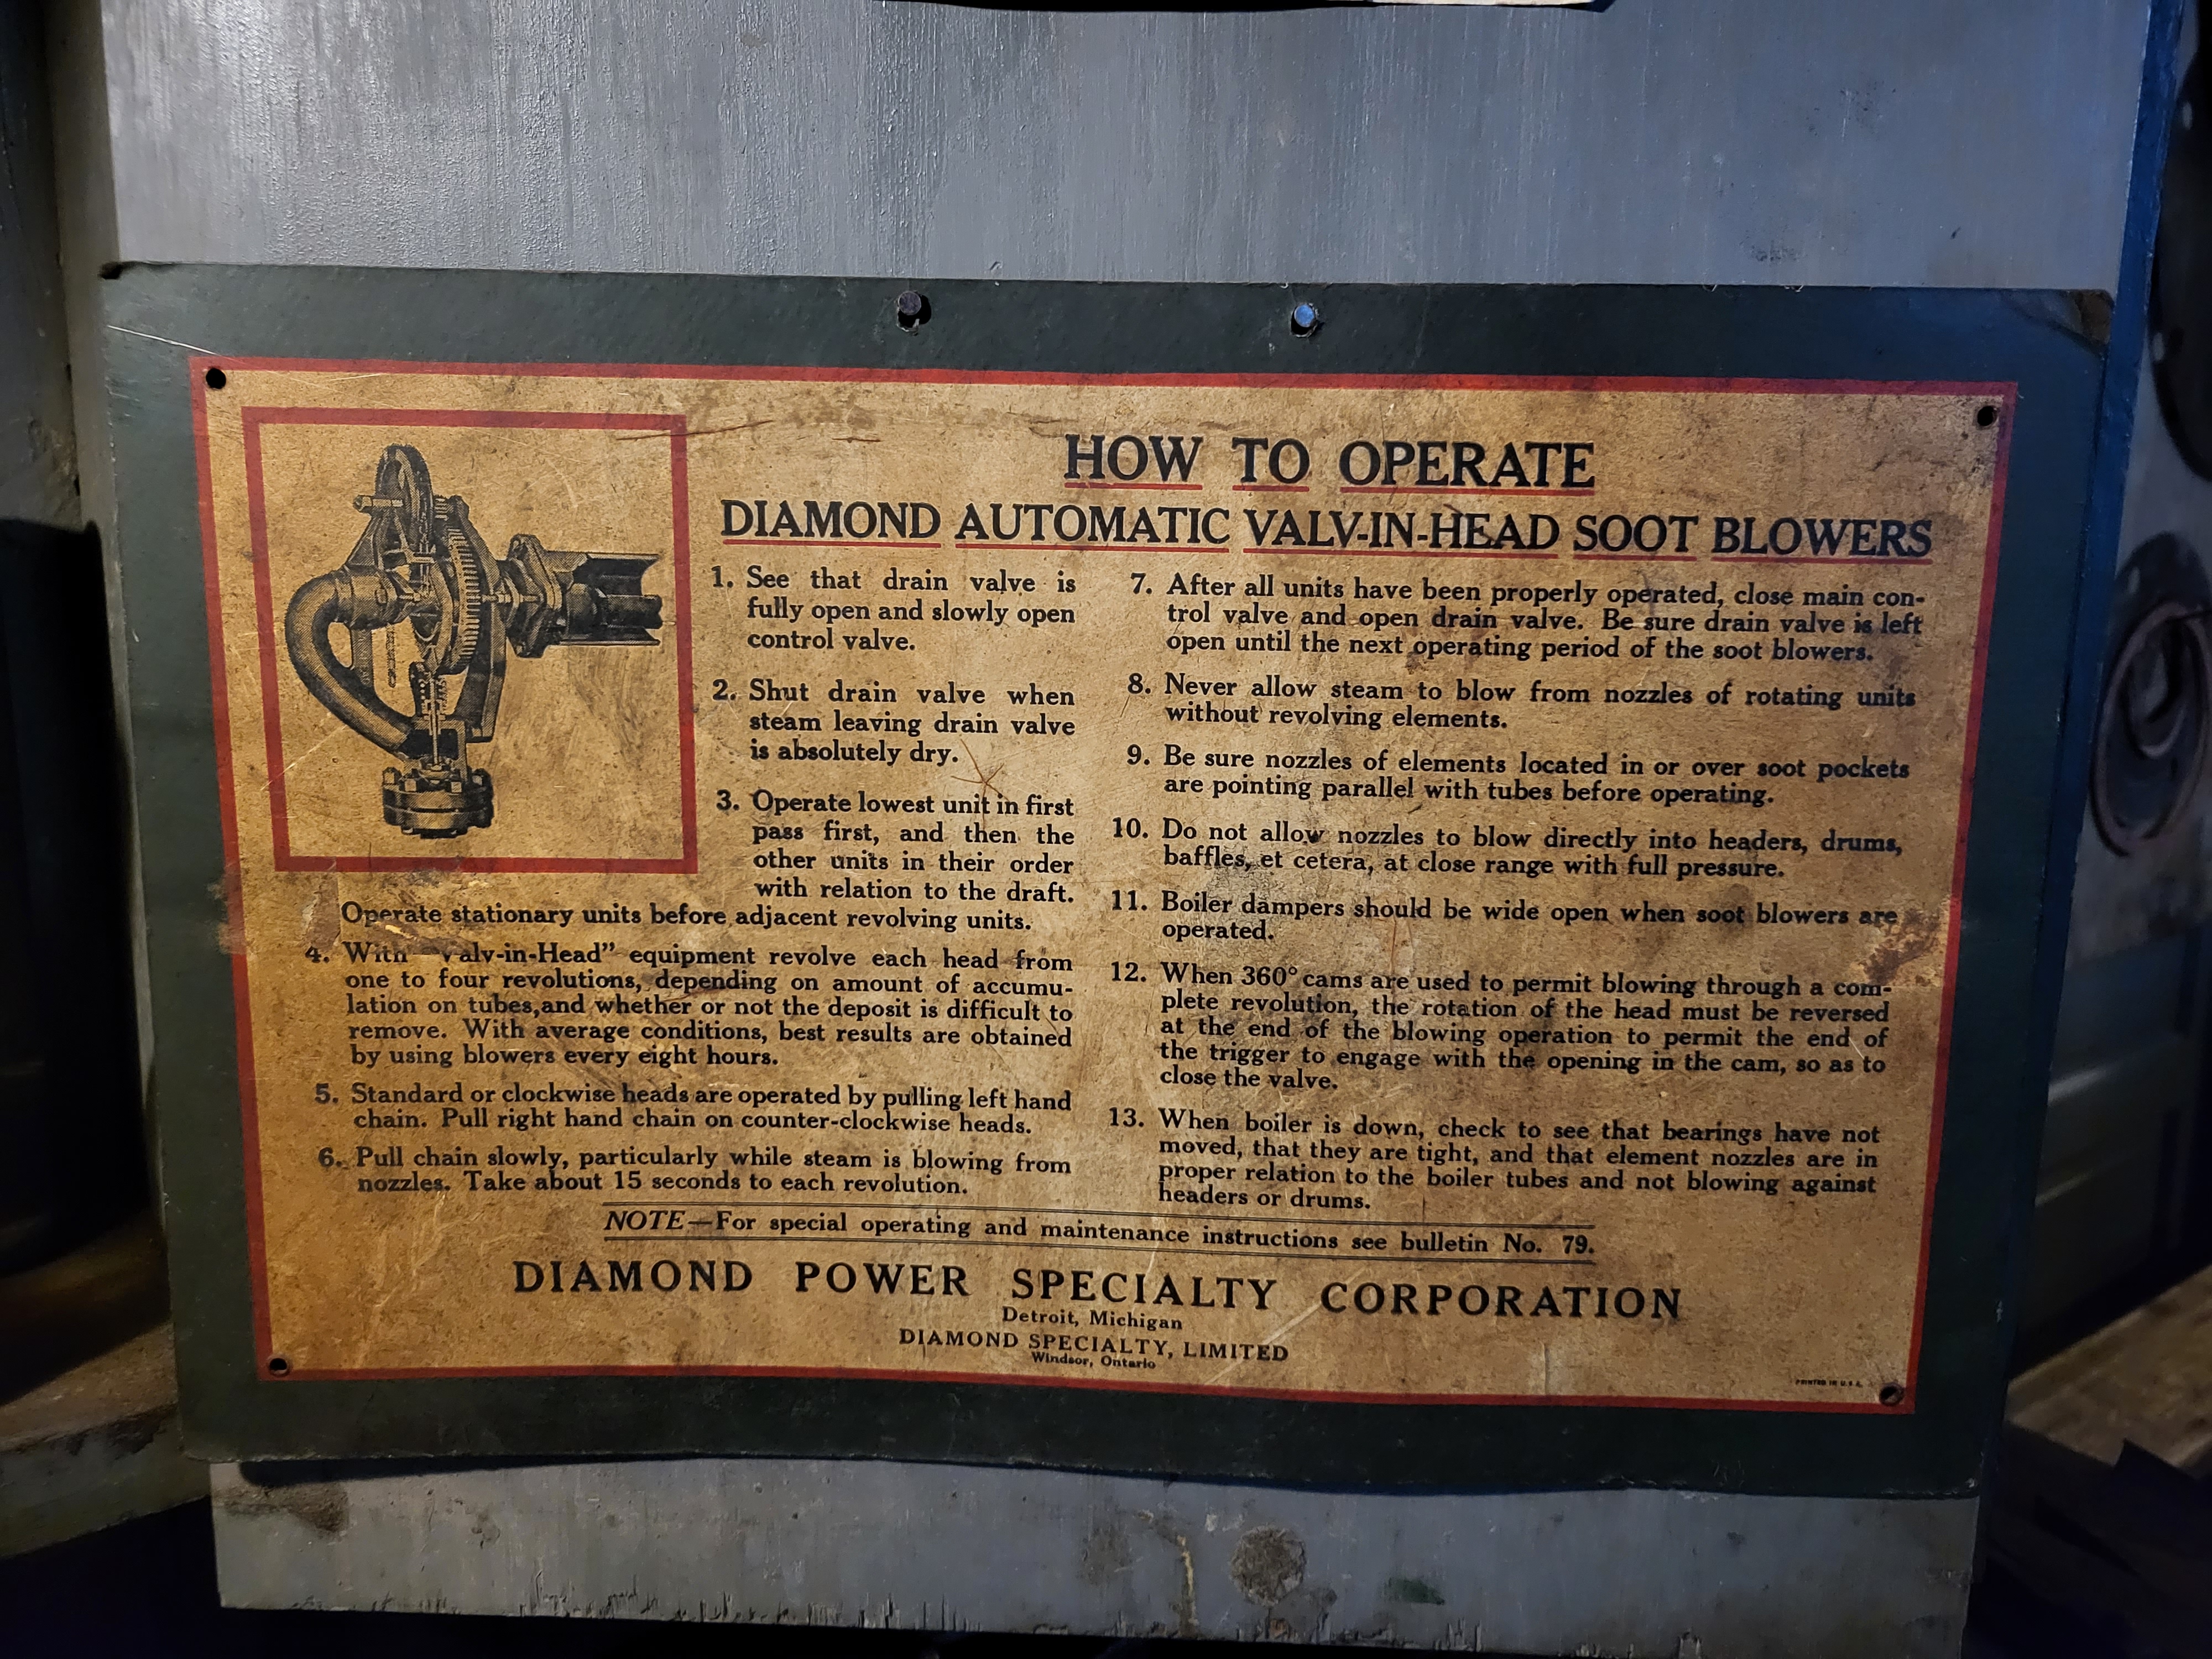 HOW TO OPERATE
DIAMOND AUTOMATIC VALV-IN-HEAD SOOT BLOWERS
1. See that drain valve is
fully open and slowly open
control valve.
2. Shut drain valve when
steam leaving drain valve
is absolutely dry.
3. Operate lowest unit in first
pass first, and then the
other units in their order
with relation to the draft.
Operate stationary units before adjacent revolving units.
4. With "Valv-in-Head" equipment revolve each head from
one to four revolutions, depending on amount of accumu-
lation on tubes,and whether or not the deposit is difficult to
remove. With average conditions, best results are obtained
by using blowers every eight hours.
5. Standard or clockwise heads are operated by pulling left hand
chain. Pull right hand chain on counter-clockwise heads.
6. Pull chain slowly, particularly while steam is blowing from
nozzles. Take about 15 seconds to each revolution.
7. After all units have been properly operated, close main con-
trol valve and open drain valve. Be sure drain valve is left
open until the next operating period of the soot blowers.
8. Never allow steam to blow from nozzles of rotating units
without revolving elements.
9. Be sure nozzles of elements located in or over soot pockets
are pointing parallel with tubes before operating.
10. Do not allow nozzles to blow directly into headers, drums,
baffles, et cetera, at close range with full pressure.
11. Boiler dampers should be wide open when soot blowers are
operated.
12. When 360° cams are used to permit blowing through a com-
plete revolution, the rotation of the head must be reversed
at the end of the blowing operation to permit the end of
the trigger to engage with the opening in the cam, so as to
close the valve.
13. When boiler is down, check to see that bearings have not
moved, that they are tight, and that element nozzles are in
proper relation to the boiler tubes and not blowing against
headers or drums.
NOTE—For special operating and maintenance instructions see bulletin No. 79.
DIAMOND POWER SPECIALTY CORPORATION
Detroit, Michigan
DIAMOND SPECIALTY, LIMITED
Windsor, Ontario
PRINTED IN U.S.A.